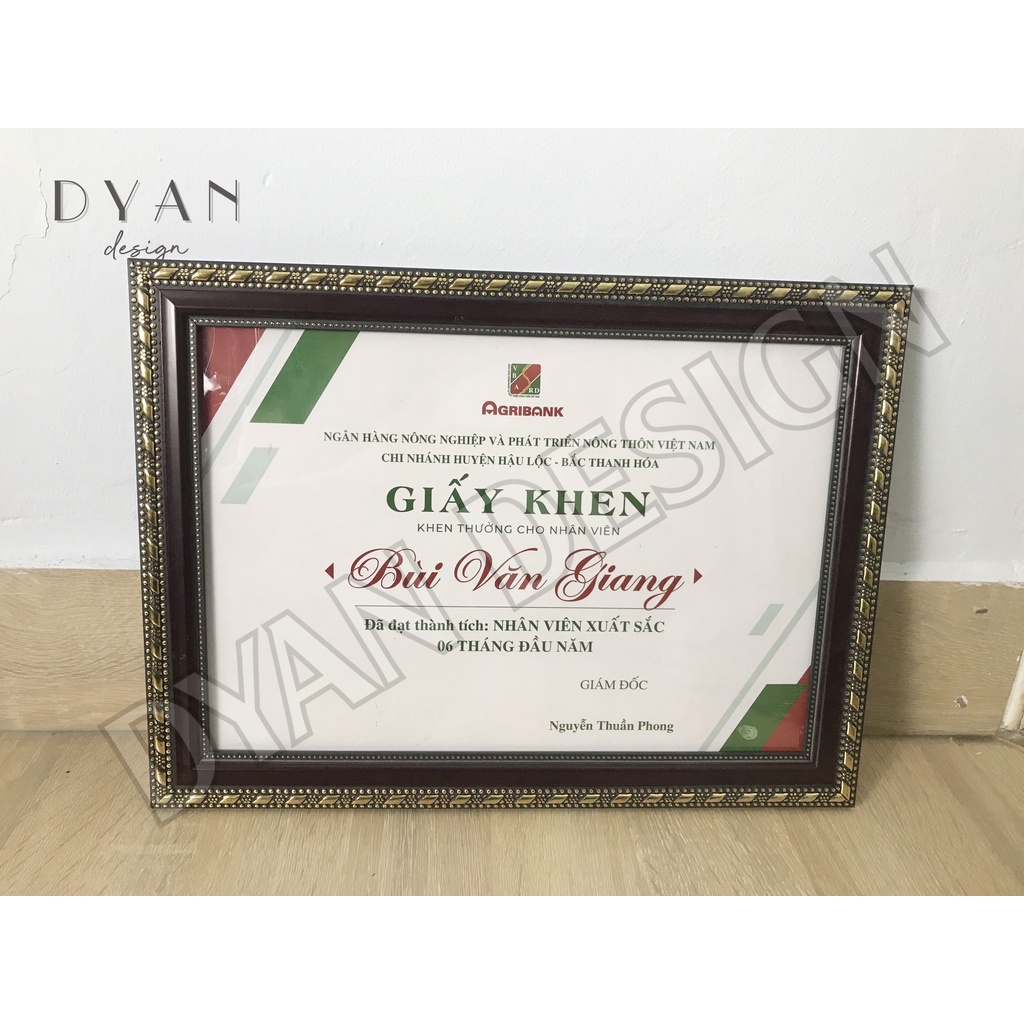 DYAN
design
VBARD
AGRIBANK
NGÂN HÀNG NÔNG NGHIỆP VÀ PHÁT TRIỂN NÔNG THÔN VIỆT NAM
CHI NHÁNH HUYỆN HẬU LỘC - BẮC THANH HÓA
GIẤY KHEN
KHEN THƯỞNG CHO NHÂN VIÊN
Bùi Văn Giang
Đã đạt thành tích: NHÂN VIÊN XUẤT SẮC
06 THÁNG ĐẦU NĂM
GIÁM ĐỐC
Nguyễn Thuần Phong
DYAN DESIGN